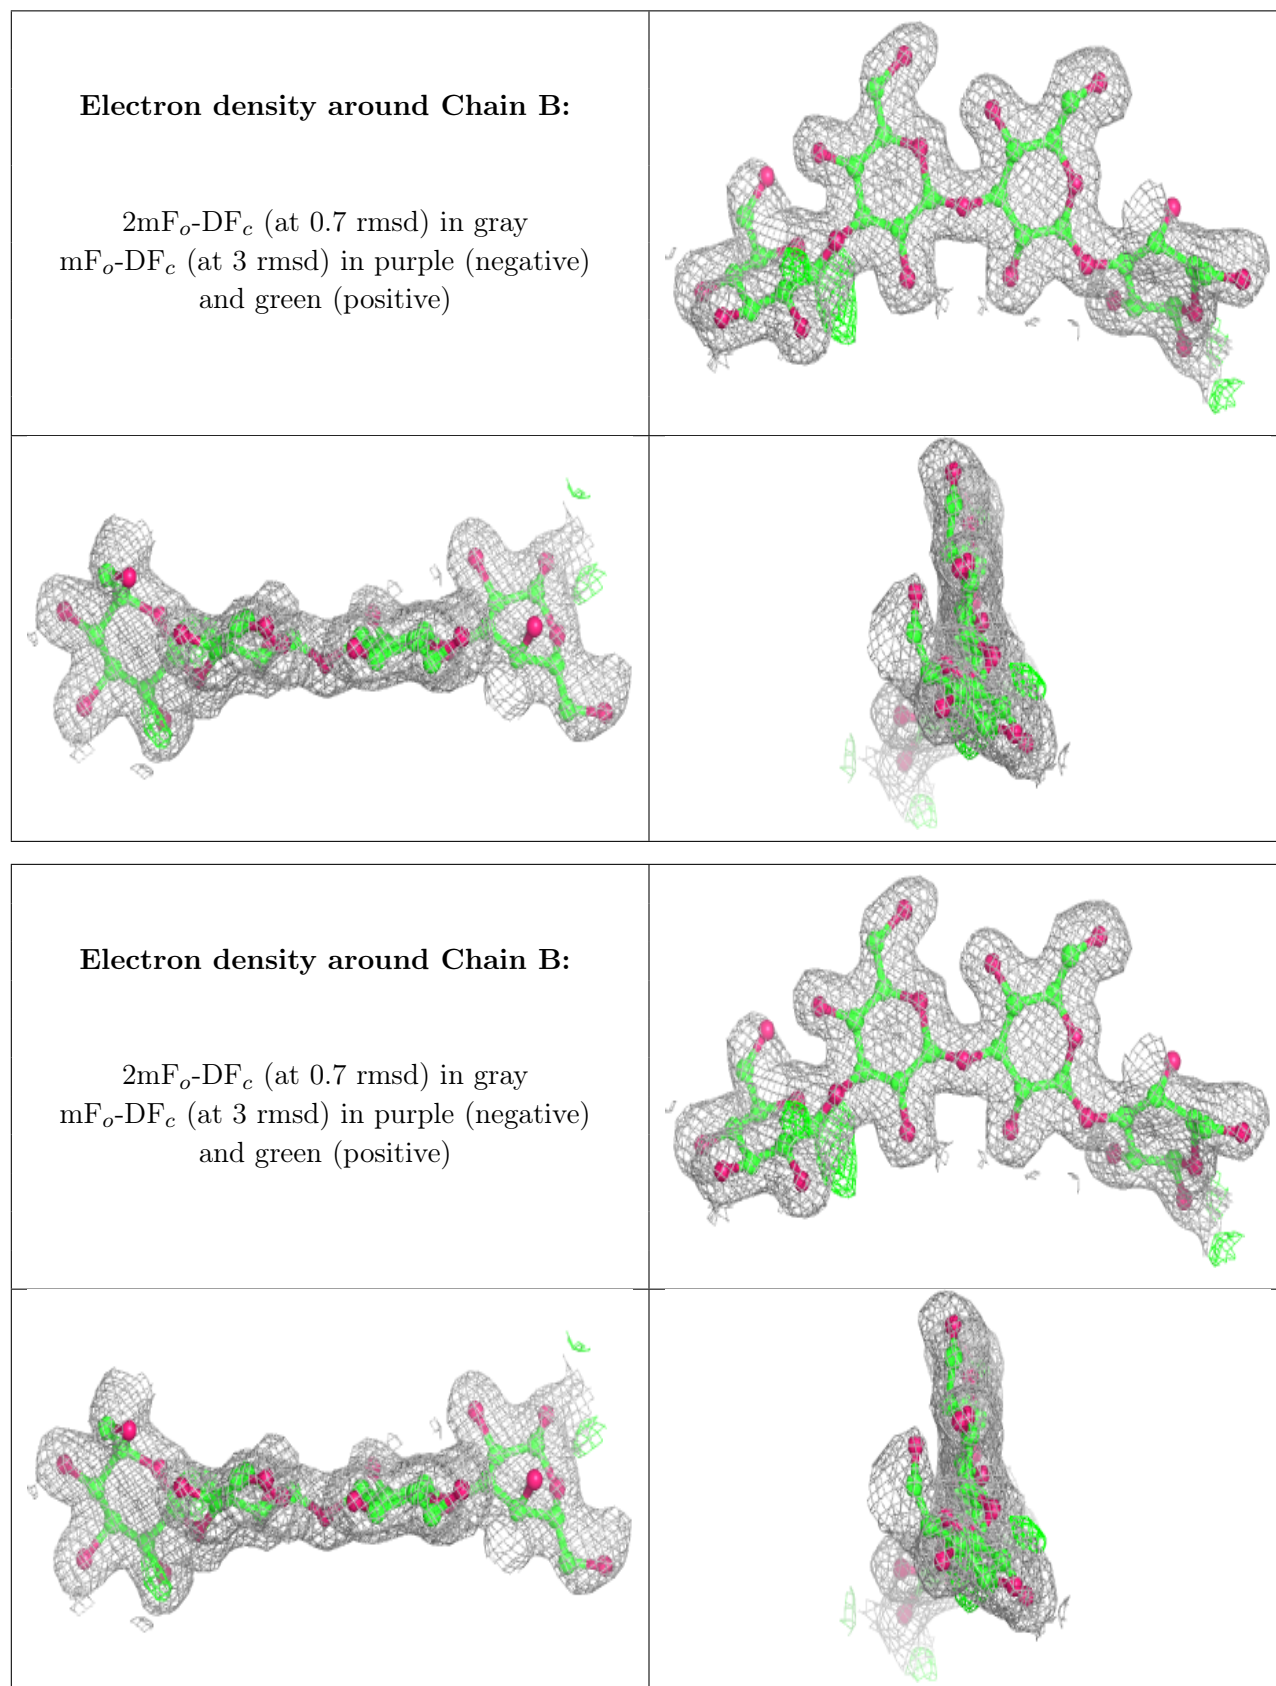 Electron density around Chain B:
2mFo-DFc (at 0.7 rmsd) in gray
mFo-DFc (at 3 rmsd) in purple (negative)
and green (positive)
Electron density around Chain B:
2mFo-DFc (at 0.7 rmsd) in gray
mFo-DFc (at 3 rmsd) in purple (negative)
and green (positive)